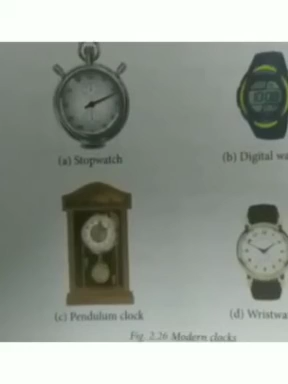 (a) Stopwatch
(b) Digital wa
(c) Pendulum clock
(d) Wristwa
Fig. 2.26 Modern clocks